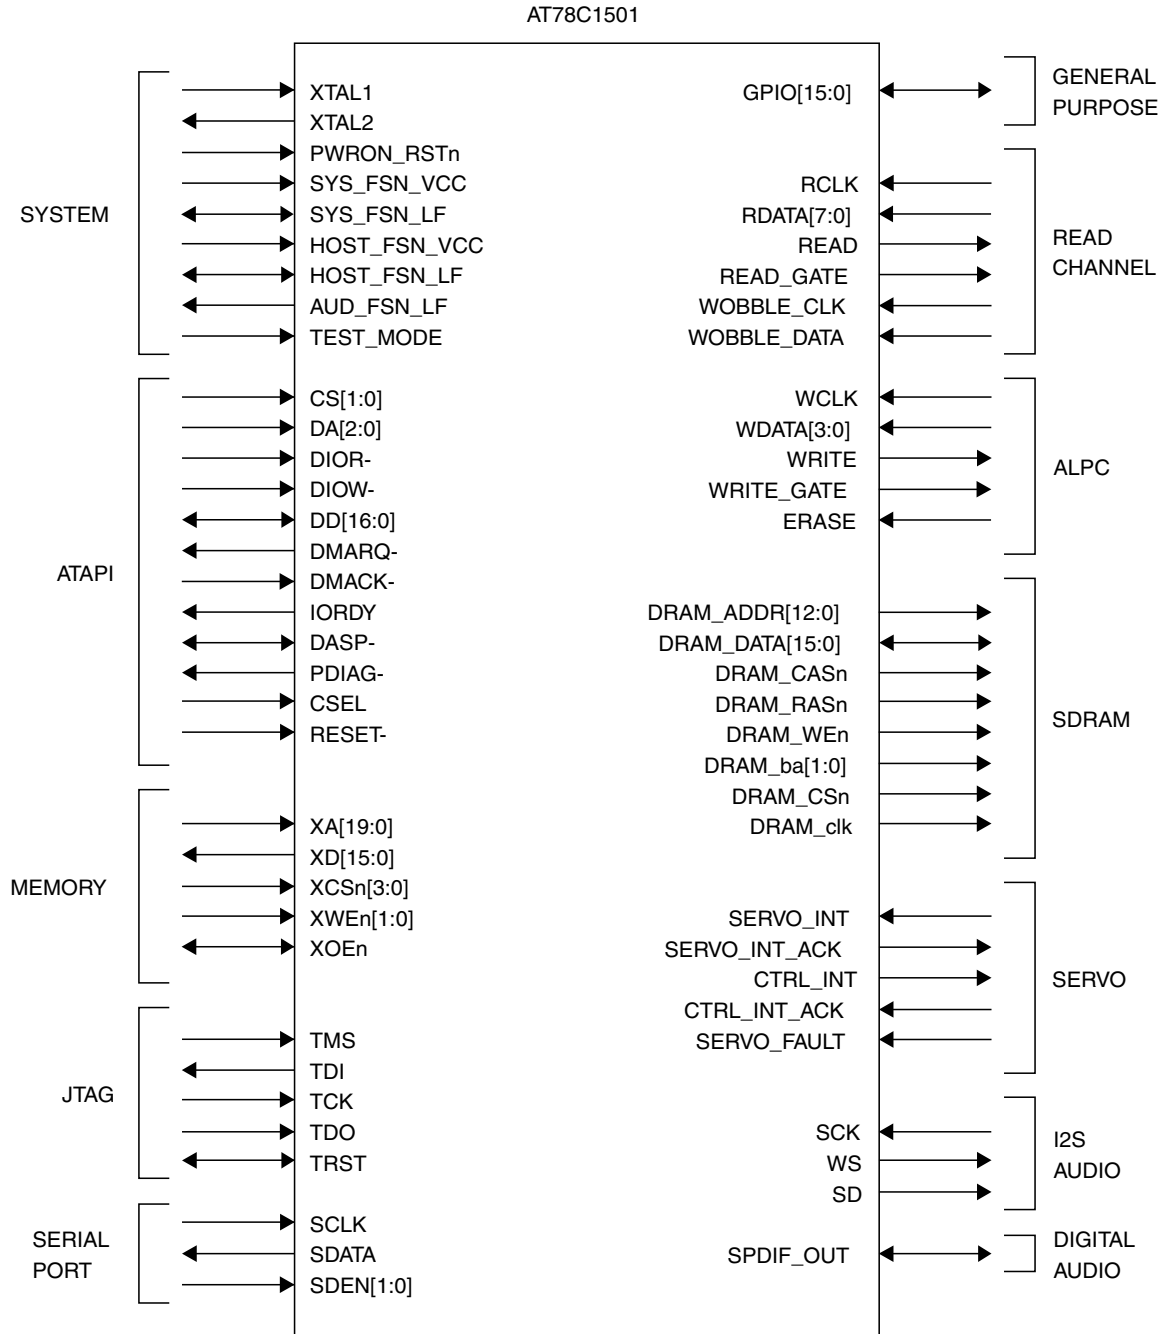 AT78C1501
SYSTEM
XTAL1
XTAL2
PWRON_RSTn
SYS_FSN_VCC
SYS_FSN_LF
HOST_FSN_VCC
HOST_FSN_LF
AUD_FSN_LF
TEST_MODE
ATAPI
CS[1:0]
DA[2:0]
DIOR-
DIOW-
DD[16:0]
DMARQ-
DMACK-
IORDY
DASP-
PDIAG-
CSEL
RESET-
MEMORY
XA[19:0]
XD[15:0]
XCSn[3:0]
XWEn[1:0]
XOEn
JTAG
TMS
TDI
TCK
TDO
TRST
SERIAL
PORT
SCLK
SDATA
SDEN[1:0]
GPIO[15:0]
GENERAL
PURPOSE
RCLK
RDATA[7:0]
READ
READ_GATE
WOBBLE_CLK
WOBBLE_DATA
READ
CHANNEL
WCLK
WDATA[3:0]
WRITE
WRITE_GATE
ERASE
ALPC
DRAM_ADDR[12:0]
DRAM_DATA[15:0]
DRAM_CASn
DRAM_RASn
DRAM_WEn
DRAM_ba[1:0]
DRAM_CSn
DRAM_clk
SDRAM
SERVO_INT
SERVO_INT_ACK
CTRL_INT
CTRL_INT_ACK
SERVO_FAULT
SERVO
SCK
WS
SD
I2S
AUDIO
SPDIF_OUT
DIGITAL
AUDIO